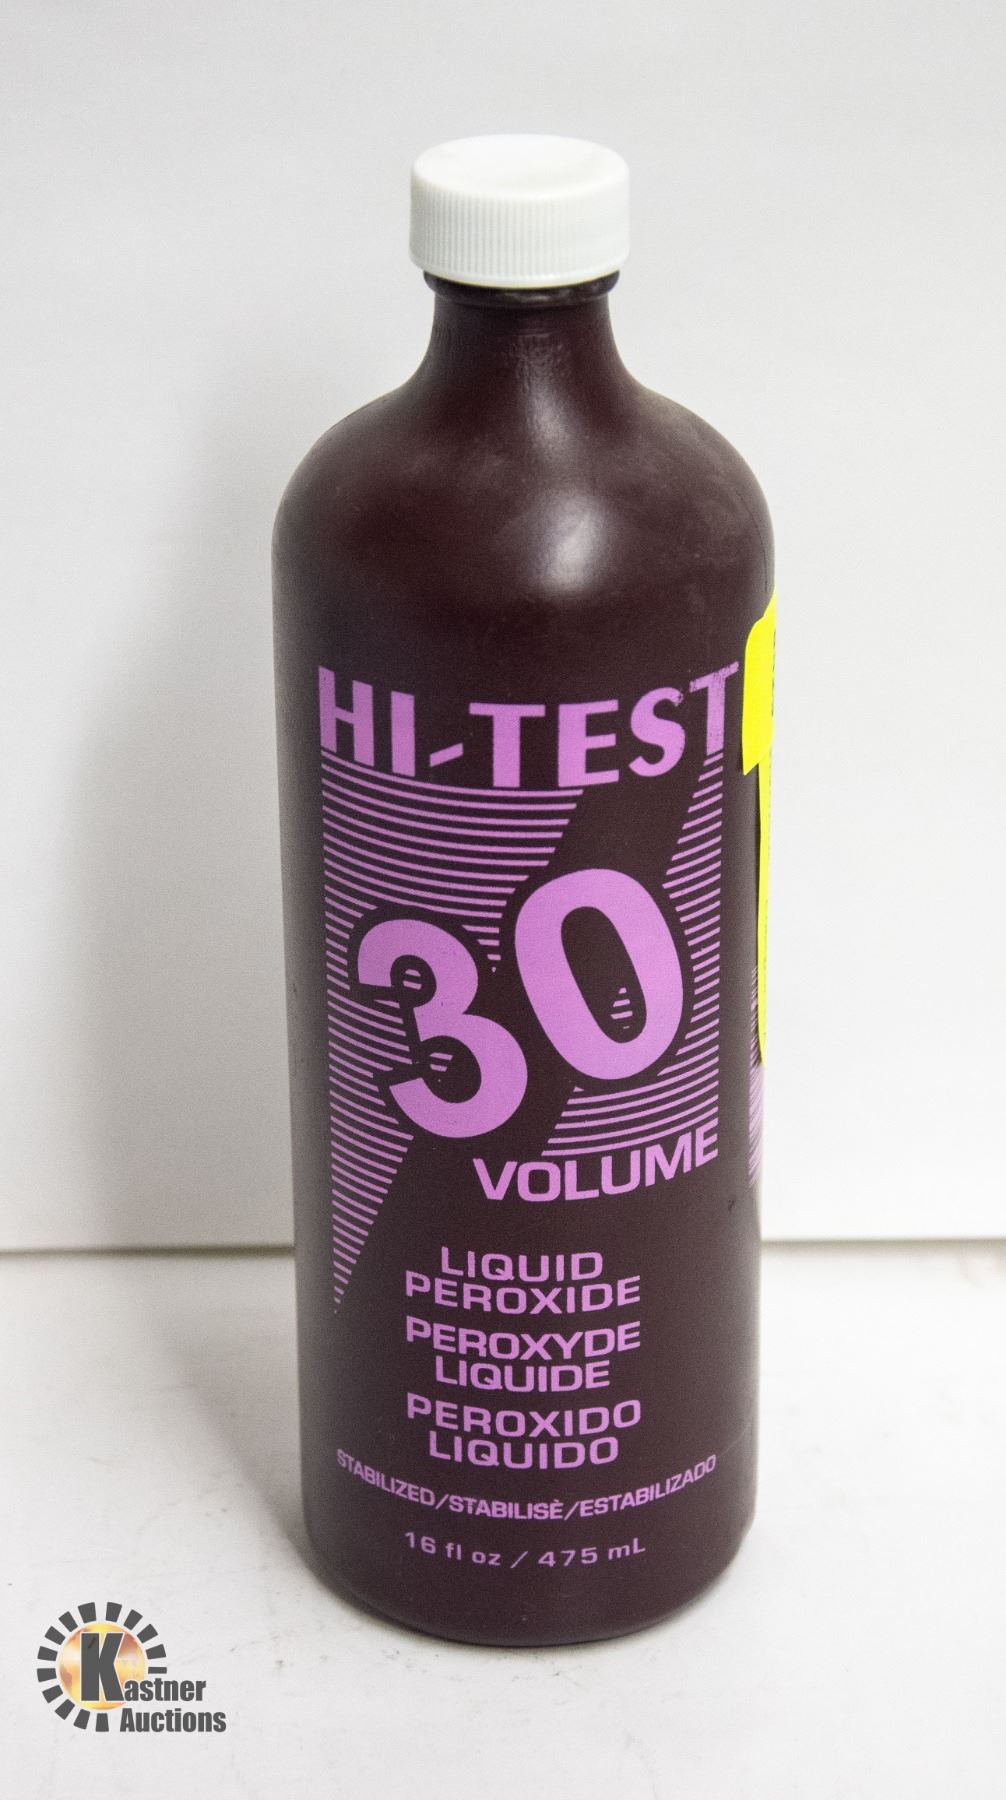 HI-TEST
30
VOLUME
LIQUID
PEROXIDE
PEROXYDE
LIQUIDE
PEROXIDO
LIQUIDO
STABILIZED/STABILISÈ/ESTABILIZADO
16 fl oz / 475 mL
Kastner
Auctions